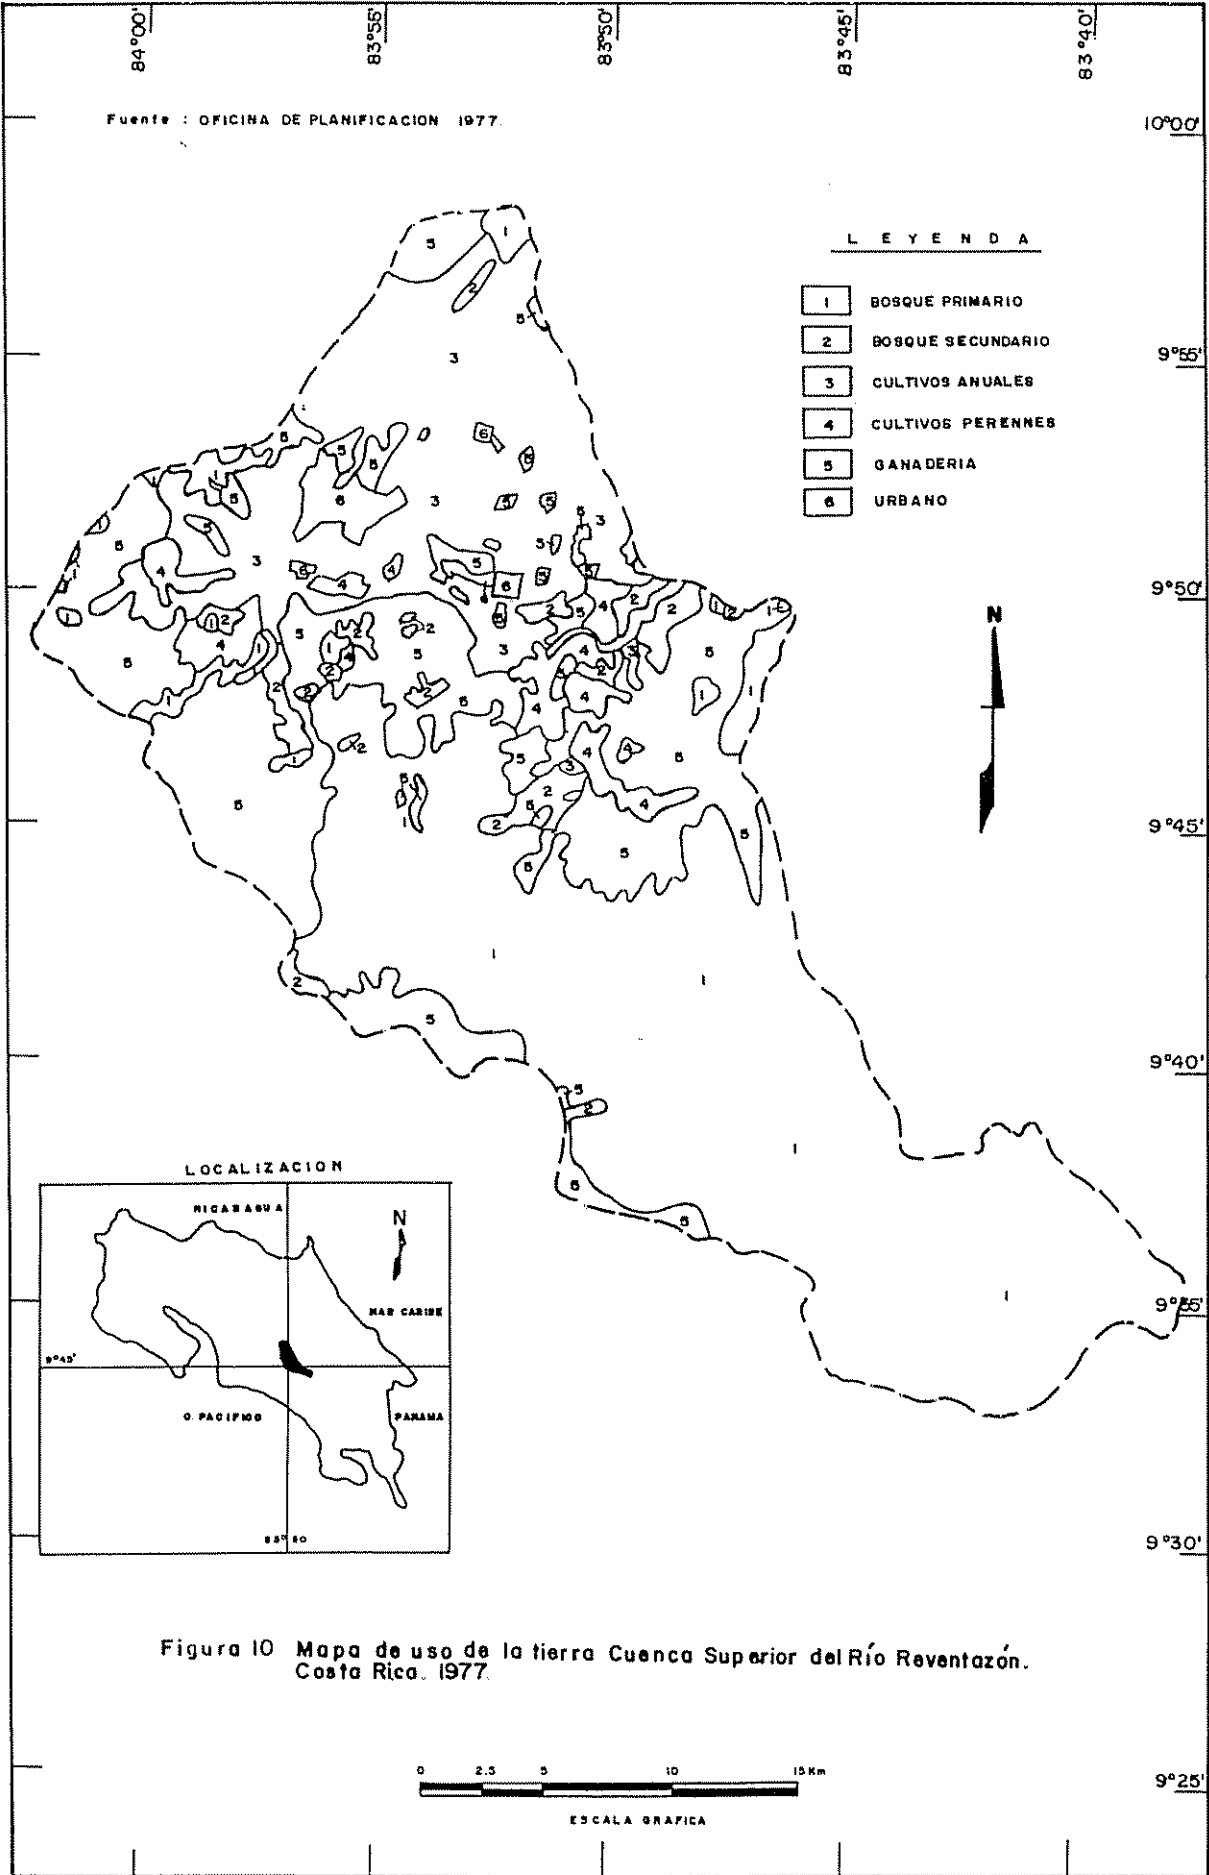 84°00'
83°55'
83°50'
83°45'
83°40'
Fuente : OFICINA DE PLANIFICACION 1977.
10°00'
LEYENDA
1 BOSQUE PRIMARIO
2 BOSQUE SECUNDARIO
3 CULTIVOS ANUALES
4 CULTIVOS PERENNES
5 GANADERIA
6 URBANO
9°55'
9°50'
N
9°45'
9°40'
9°35'
9°30'
9°25'
LOCALIZACION
NICARAGUA
N
MAR CARIBE
9°45'
O. PACIFICO
PANAMA
83°50
Figura 10 Mapa de uso de la tierra Cuenca Superior del Río Reventazón.
Costa Rica. 1977.
0 2.5 5 10 15 Km
ESCALA GRAFICA